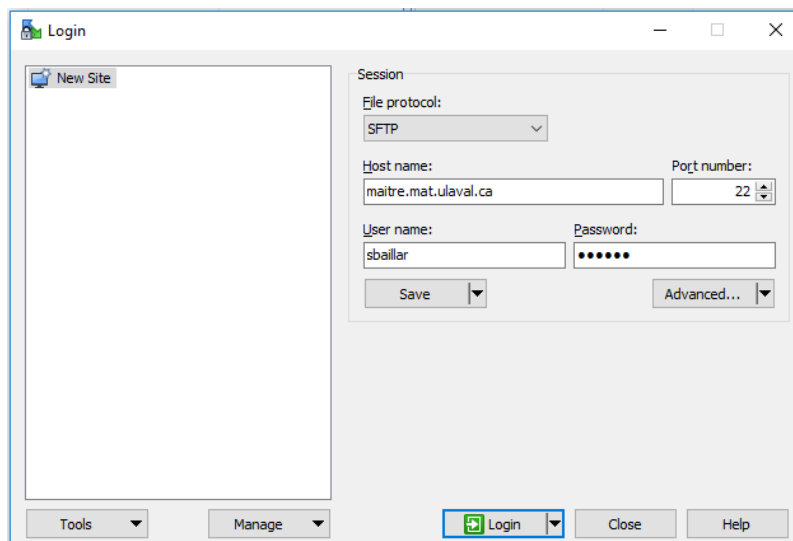 Login
New Site
Session
File protocol:
SFTP
Host name: Port number:
maitre.mat.ulaval.ca 22
User name: Password:
sbaillar ●●●●●●
Save Advanced...
Tools Manage Login Close Help